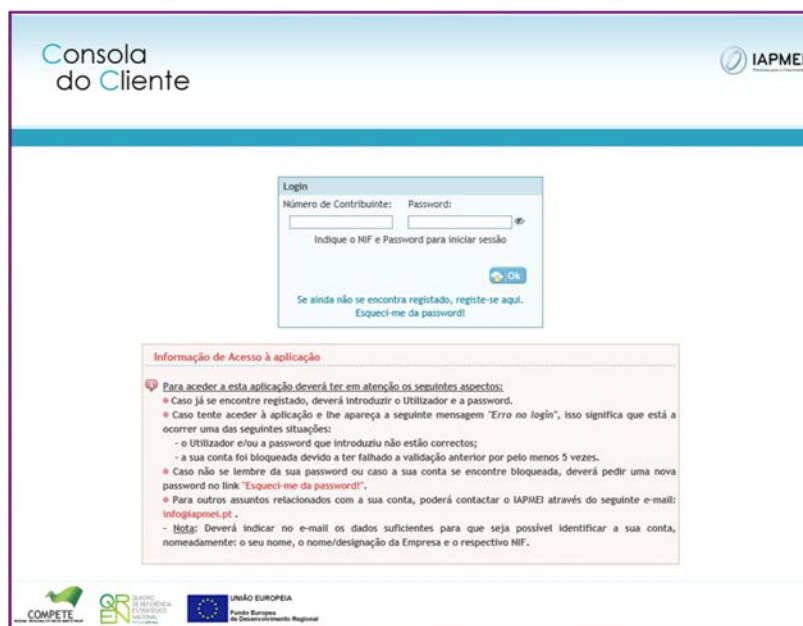 Consola
do Cliente
IAPMEI
Login
Número de Contribuinte: Password:
Indique o NIF e Password para iniciar sessão
Ok
Se ainda não se encontra registado, registe-se aqui.
Esqueci-me da password!
Informação de Acesso à aplicação
Para aceder a esta aplicação deverá ter em atenção os seguintes aspectos:
Caso já se encontre registado, deverá introduzir o Utilizador e a password.
Caso tente aceder à aplicação e lhe apareça a seguinte mensagem "Erro no login", isso significa que está a
ocorrer uma das seguintes situações:
- o Utilizador e/ou a password que introduziu não estão correctos;
- a sua conta foi bloqueada devido a ter falhado a validação anterior por pelo menos 5 vezes.
Caso não se lembre da sua password ou caso a sua conta se encontre bloqueada, deverá pedir uma nova
password no link "Esqueci-me da password!".
Para outros assuntos relacionados com a sua conta, poderá contactar o IAPMEI através do seguinte e-mail:
info@iapmei.pt .
- Nota: Deverá indicar no e-mail os dados suficientes para que seja possível identificar a sua conta,
nomeadamente: o seu nome, o nome/designação da Empresa e o respectivo NIF.
COMPETE
QREN
QUADRO
DE REFERÊNCIA
ESTRATÉGICO
NACIONAL
UNIÃO EUROPEIA
Fundo Europeu
de Desenvolvimento Regional